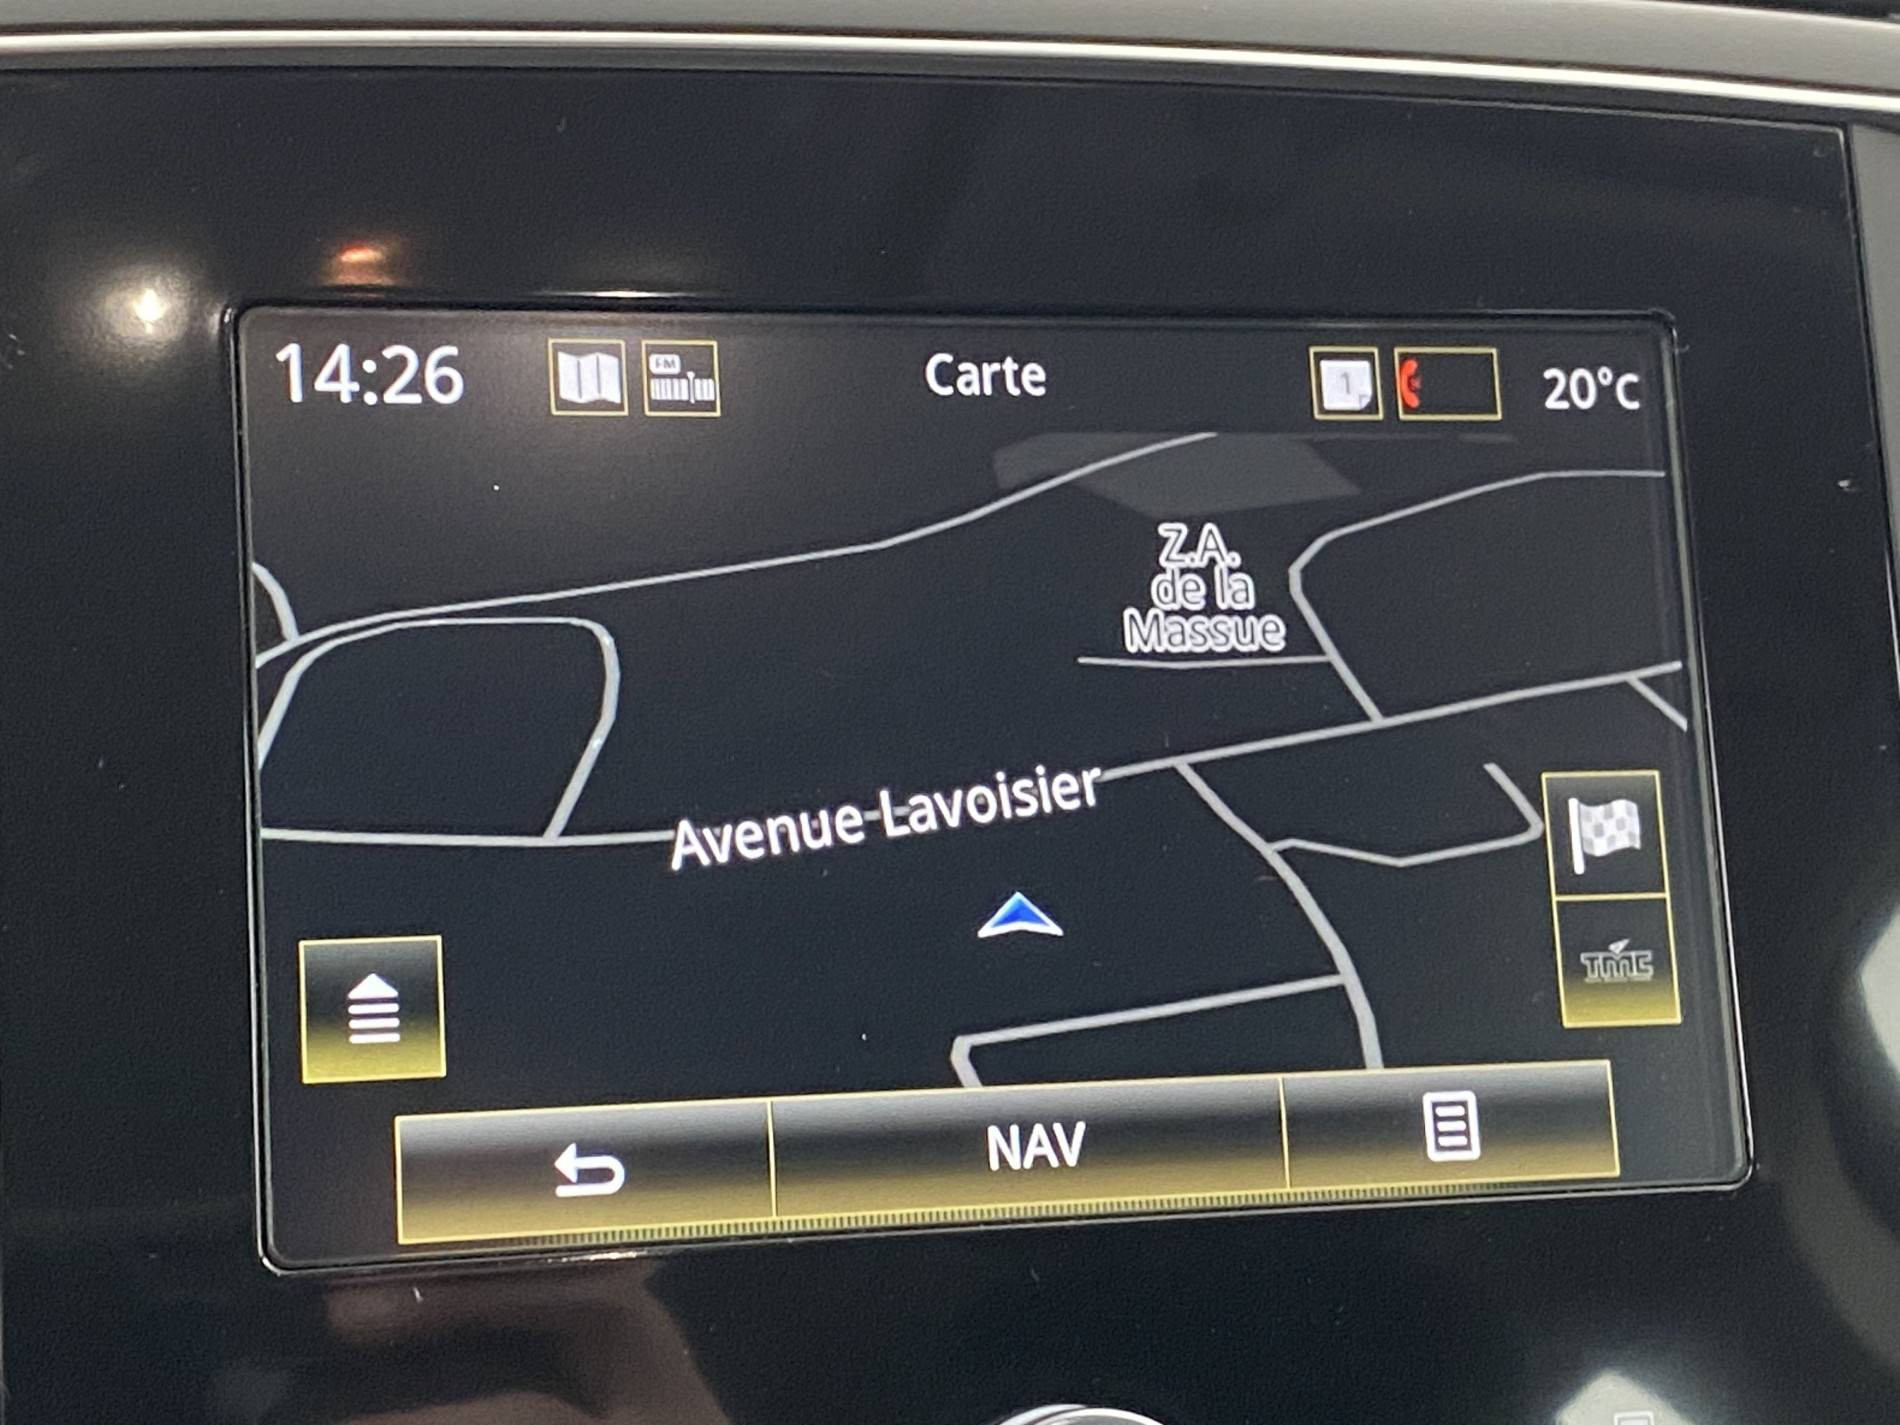 14:26
FM
Carte
1
20°C
Z.A.
de la
Massue
Avenue Lavoisier
TMC
NAV